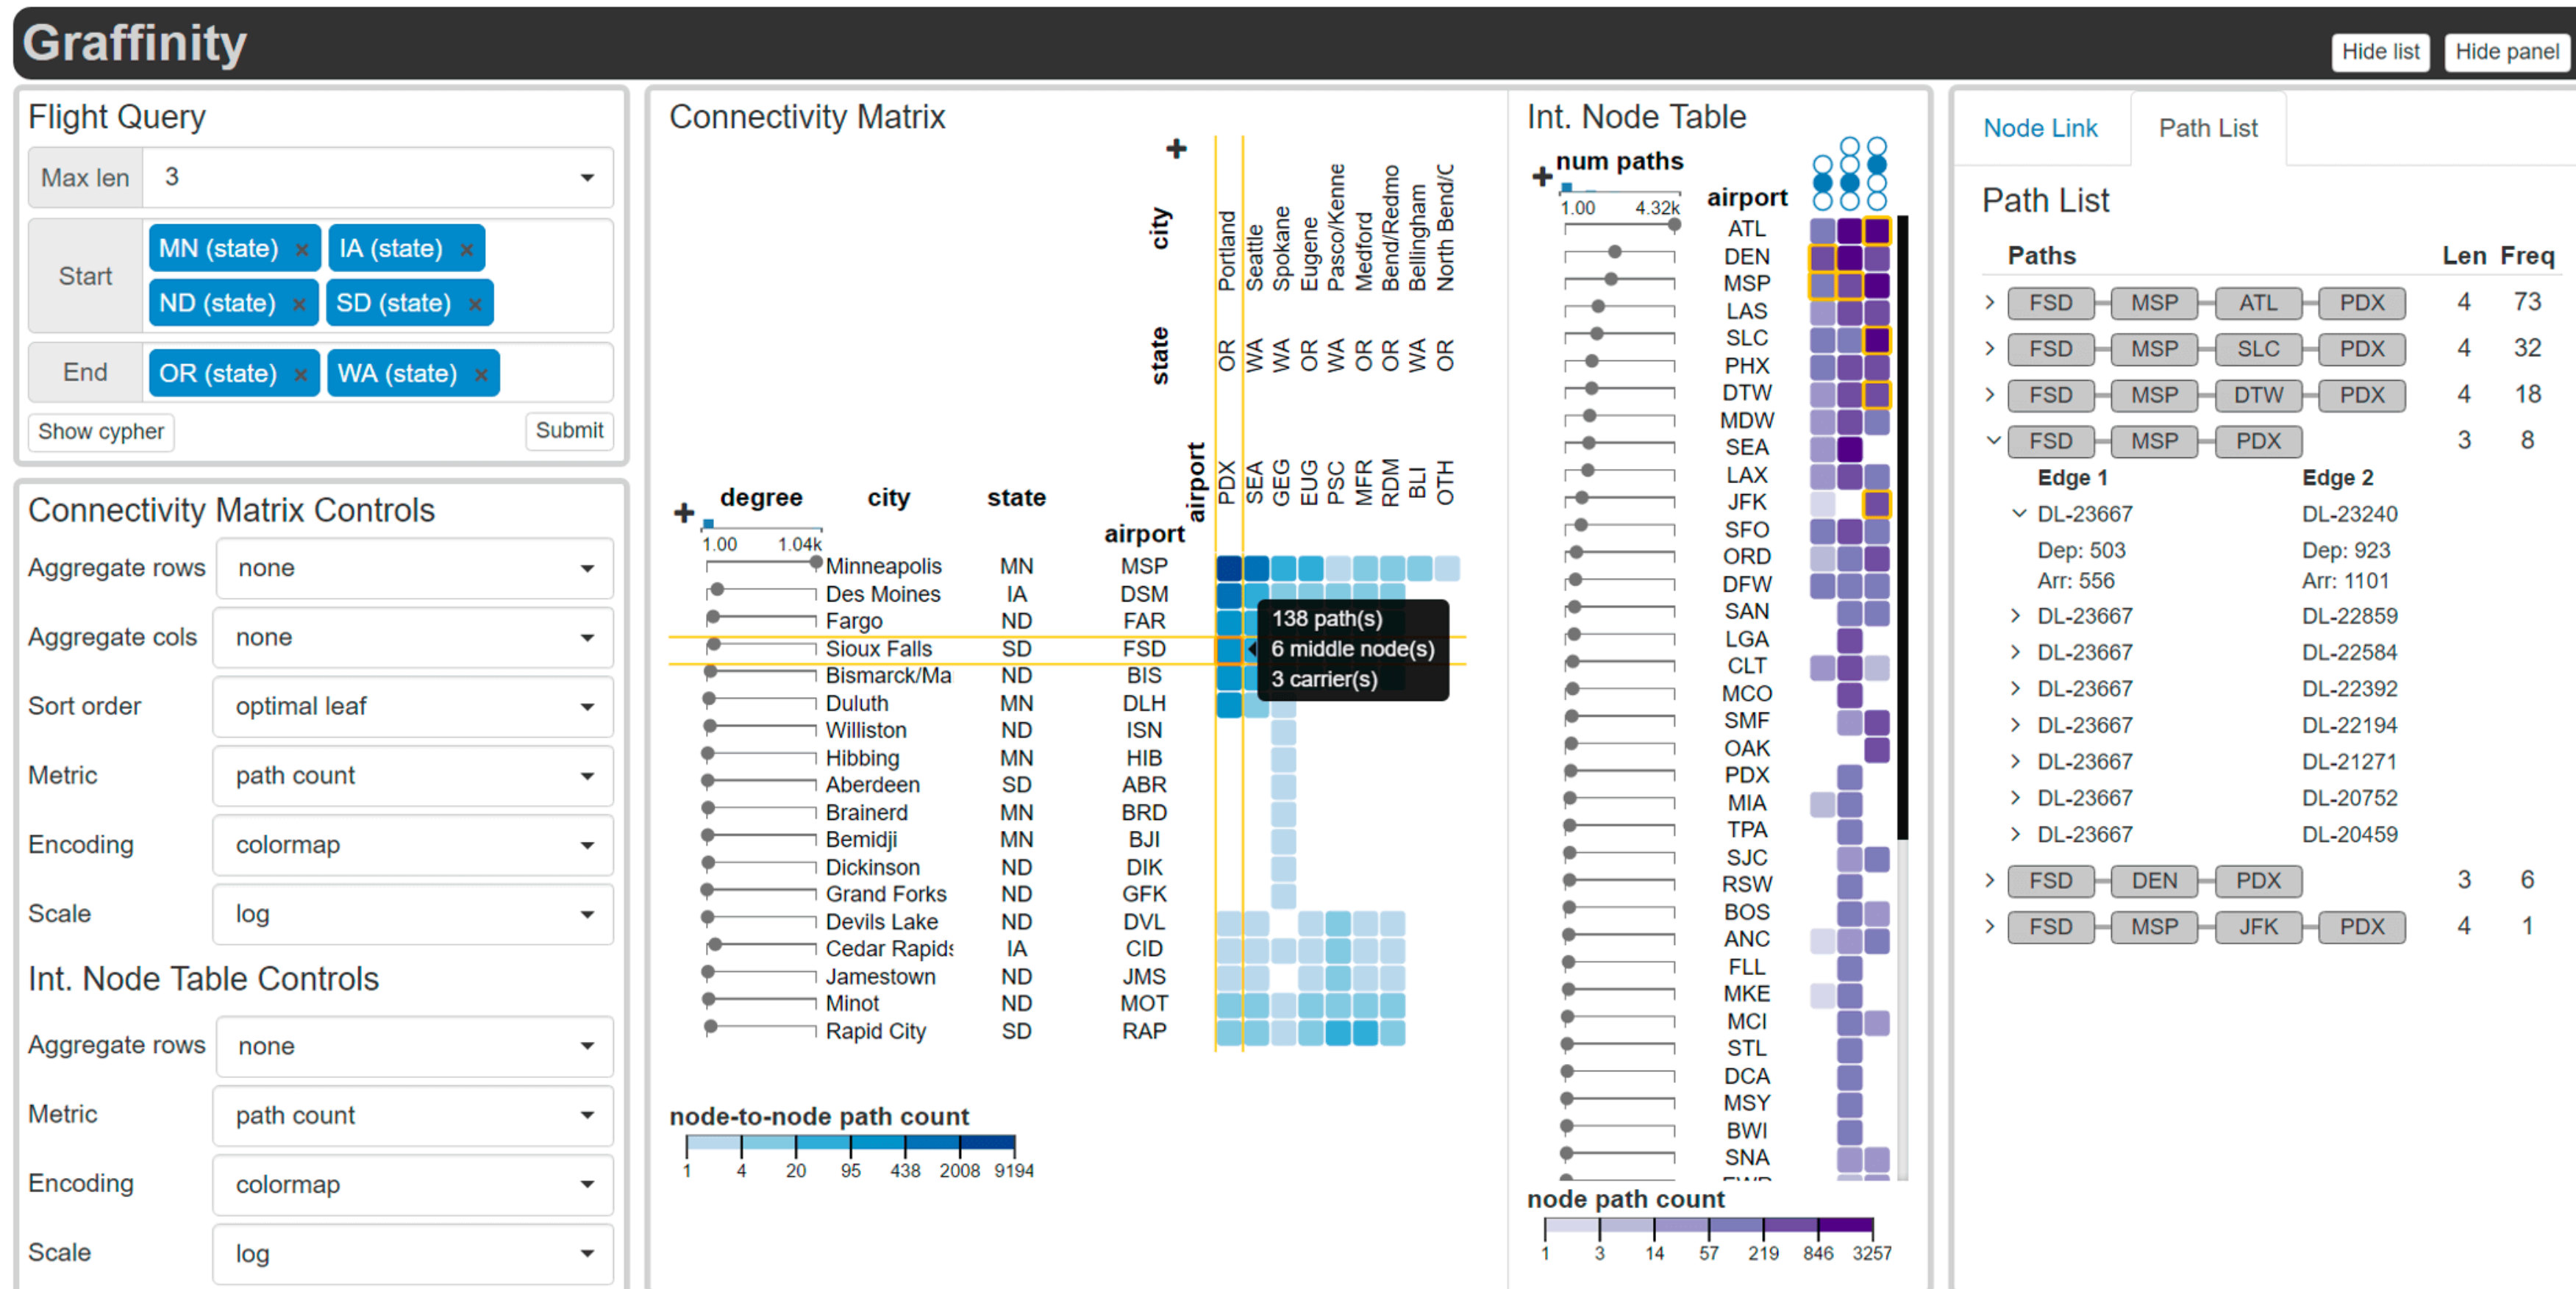 Graffinity
Hide list
Hide panel
Flight Query
Max len 3
Start
MN (state) ×
IA (state) ×
ND (state) ×
SD (state) ×
End
OR (state) ×
WA (state) ×
Show cypher
Submit
Connectivity Matrix Controls
Aggregate rows none
Aggregate cols none
Sort order optimal leaf
Metric path count
Encoding colormap
Scale log
Int. Node Table Controls
Aggregate rows none
Metric path count
Encoding colormap
Scale log
Connectivity Matrix
+
city
Portland
Seattle
Spokane
Eugene
Pasco/Kenne
Medford
Bend/Redmo
Bellingham
North Bend/C
state
OR
WA
WA
OR
WA
OR
OR
WA
OR
airport
PDX
SEA
GEG
EUG
PSC
MFR
RDM
BLI
OTH
+ degree city state airport
1.00 1.04k
Minneapolis MN MSP
Des Moines IA DSM
Fargo ND FAR
Sioux Falls SD FSD
Bismarck/Ma ND BIS
Duluth MN DLH
Williston ND ISN
Hibbing MN HIB
Aberdeen SD ABR
Brainerd MN BRD
Bemidji MN BJI
Dickinson ND DIK
Grand Forks ND GFK
Devils Lake ND DVL
Cedar Rapids IA CID
Jamestown ND JMS
Minot ND MOT
Rapid City SD RAP
138 path(s)
6 middle node(s)
3 carrier(s)
node-to-node path count
1 4 20 95 438 2008 9194
Int. Node Table
+ num paths
1.00 4.32k
airport
ATL
DEN
MSP
LAS
SLC
PHX
DTW
MDW
SEA
LAX
JFK
SFO
ORD
DFW
SAN
LGA
CLT
MCO
SMF
OAK
PDX
MIA
TPA
SJC
RSW
BOS
ANC
FLL
MKE
MCI
STL
DCA
MSY
BWI
SNA
node path count
1 3 14 57 219 846 3257
Node Link
Path List
Path List
Paths Len Freq
FSD MSP ATL PDX 4 73
FSD MSP SLC PDX 4 32
FSD MSP DTW PDX 4 18
FSD MSP PDX 3 8
Edge 1 Edge 2
DL-23667 DL-23240
Dep: 503 Dep: 923
Arr: 556 Arr: 1101
DL-23667 DL-22859
DL-23667 DL-22584
DL-23667 DL-22392
DL-23667 DL-22194
DL-23667 DL-21271
DL-23667 DL-20752
DL-23667 DL-20459
FSD DEN PDX 3 6
FSD MSP JFK PDX 4 1